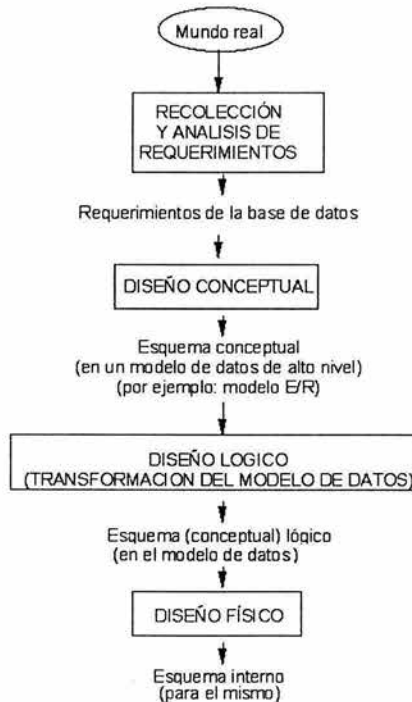 Mundo real
RECOLECCIÓN
Y ANALISIS DE
REQUERIMIENTOS
Requerimientos de la base de datos
DISEÑO CONCEPTUAL
Esquema conceptual
(en un modelo de datos de alto nivel)
(por ejemplo: modelo E/R)
DISEÑO LOGICO
(TRANSFORMACION DEL MODELO DE DATOS)
Esquema (conceptual) lógico
(en el modelo de datos)
DISEÑO FÍSICO
Esquema interno
(para el mismo)